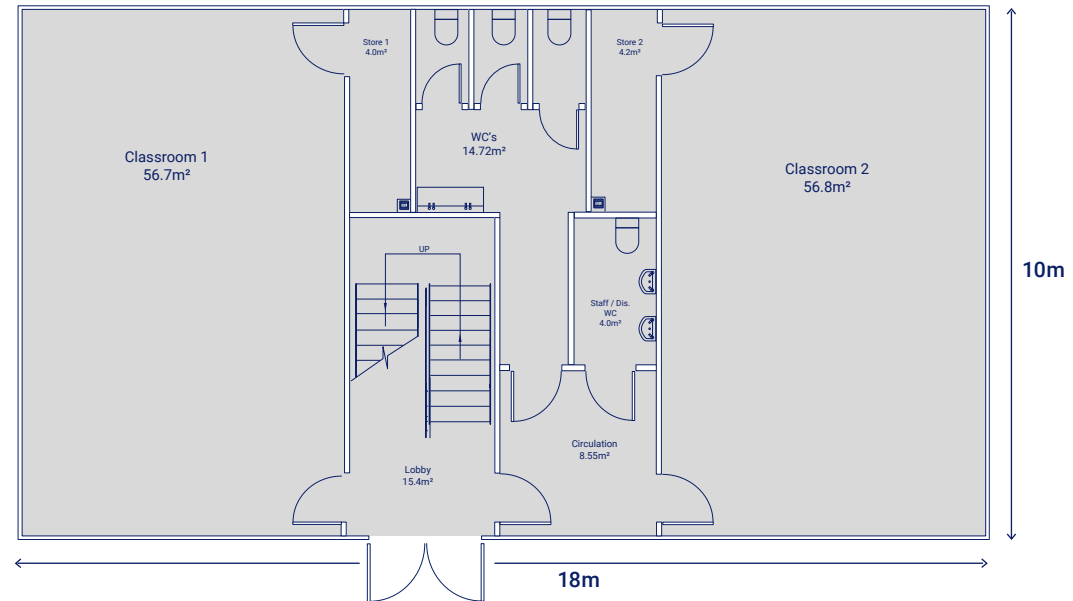 Store 1
4.0m²
Store 2
4.2m²
WC's
14.72m²
Classroom 1
56.7m²
Classroom 2
56.8m²
UP
10m
Staff / Dis.
WC
4.0m²
Circulation
8.55m²
Lobby
15.4m²
18m